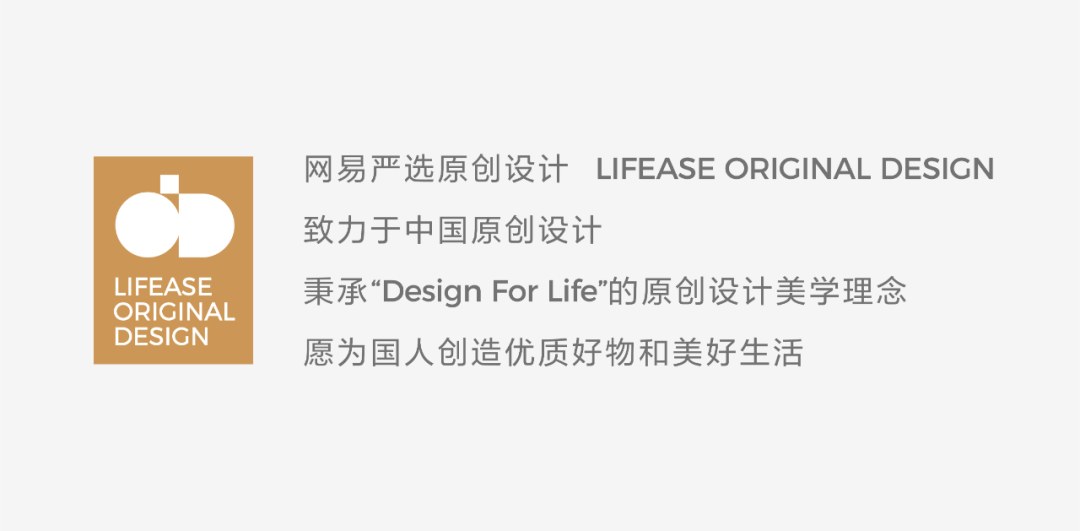 网易严选原创设计 LIFEASE ORIGINAL DESIGN
致力于中国原创设计
秉承“Design For Life”的原创设计美学理念
愿为国人创造优质好物和美好生活
LIFEASE
ORIGINAL
DESIGN